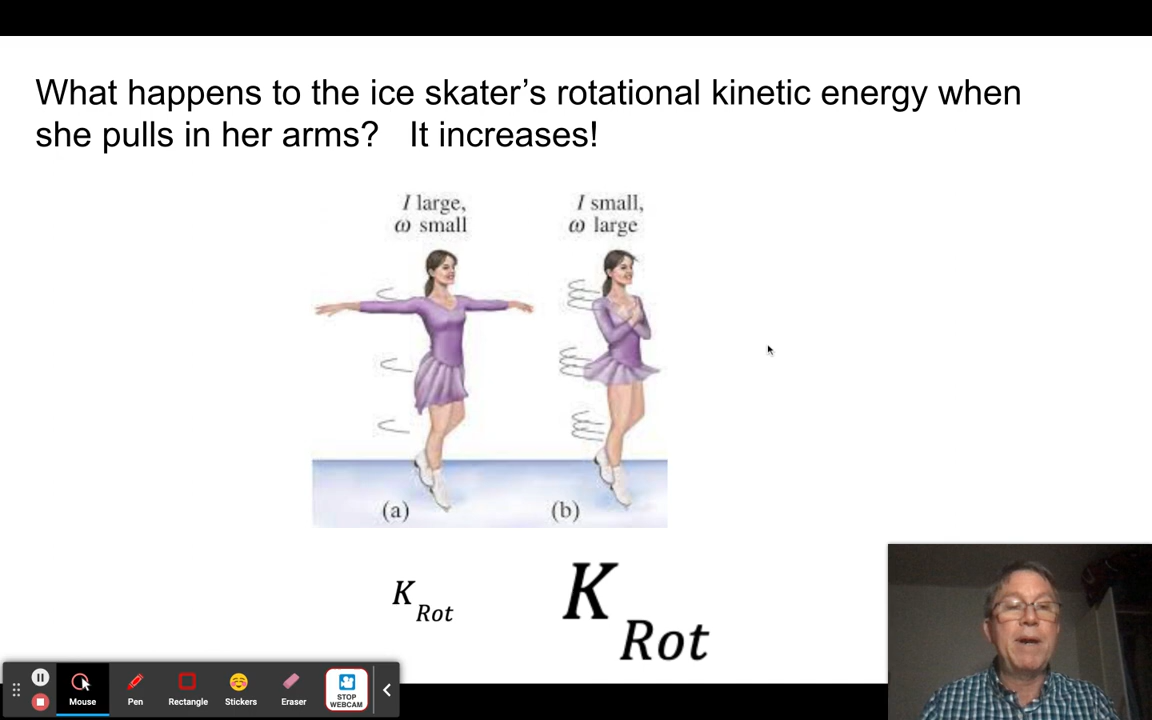 What happens to the ice skater’s rotational kinetic energy when
she pulls in her arms? It increases!
I large,
ω small
I small,
ω large
(a)
(b)
K Rot
K Rot
Mouse
Pen
Rectangle
Stickers
Eraser
STOP
WEBCAM